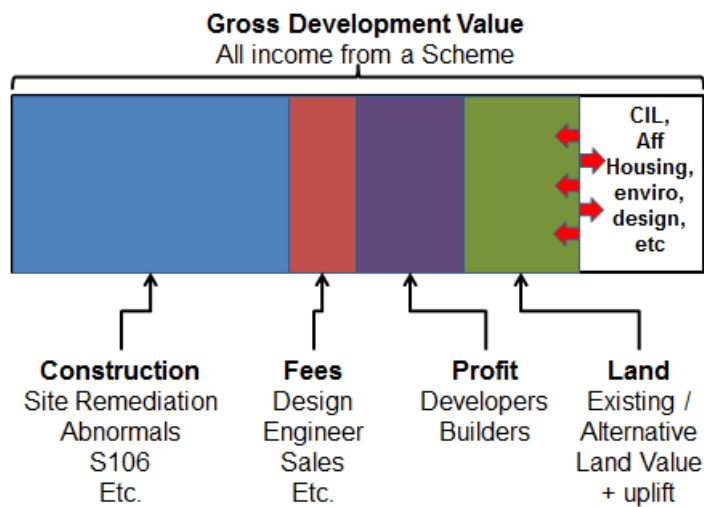 Gross Development Value
All income from a Scheme
CIL,
Aff
Housing,
enviro,
design,
etc
Construction
Site Remediation
Abnormals
S106
Etc.
Fees
Design
Engineer
Sales
Etc.
Profit
Developers
Builders
Land
Existing /
Alternative
Land Value
+ uplift